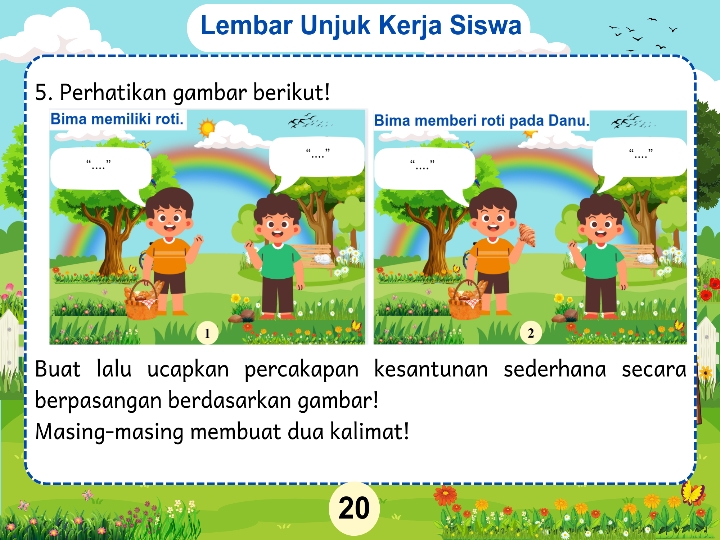 Lembar Unjuk Kerja Siswa
5. Perhatikan gambar berikut!
Bima memiliki roti.
“....”
“....”
1
Bima memberi roti pada Danu.
“....”
“....”
2
Buat lalu ucapkan percakapan kesantunan sederhana secara
berpasangan berdasarkan gambar!
Masing-masing membuat dua kalimat!
20